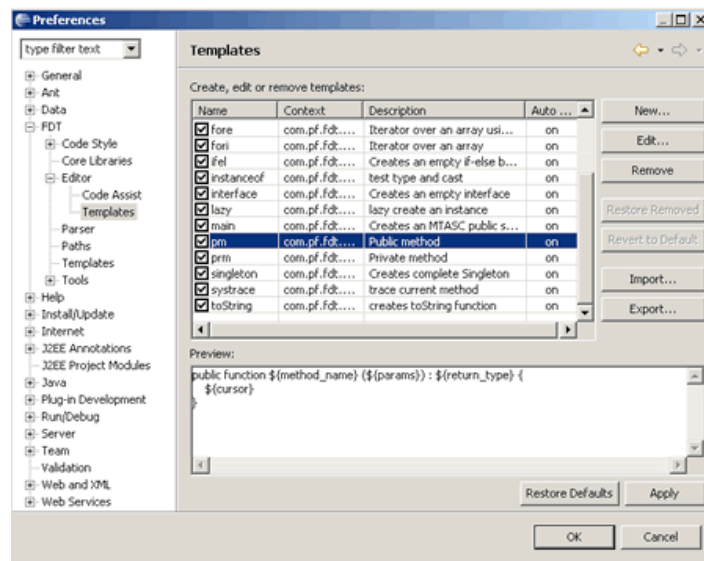 Preferences
type filter text
Templates
General
Ant
Data
FDT
Code Style
Core Libraries
Editor
Code Assist
Templates
Parser
Paths
Templates
Tools
Help
Install/Update
Internet
J2EE Annotations
J2EE Project Modules
Java
Plug-in Development
Run/Debug
Server
Team
Validation
Web and XML
Web Services
Create, edit or remove templates:
Name Context Description Auto ...
fore com.pf.fdt.... Iterator over an array usi... on
fori com.pf.fdt.... Iterator over an array on
ifel com.pf.fdt.... Creates an empty if-else b... on
instanceof com.pf.fdt.... test type and cast on
interface com.pf.fdt.... Creates an empty interface on
lazy com.pf.fdt.... lazy create an instance on
main com.pf.fdt.... Creates an MTASC public s... on
pm com.pf.fdt.... Public method on
prm com.pf.fdt.... Private method on
singleton com.pf.fdt.... Creates complete Singleton on
systrace com.pf.fdt.... trace current method on
toString com.pf.fdt.... creates toString function on
New...
Edit...
Remove
Restore Removed
Revert to Default
Import...
Export...
Preview:
public function ${method_name} (${params}) : ${return_type} {
${cursor}
}
Restore Defaults Apply
OK Cancel